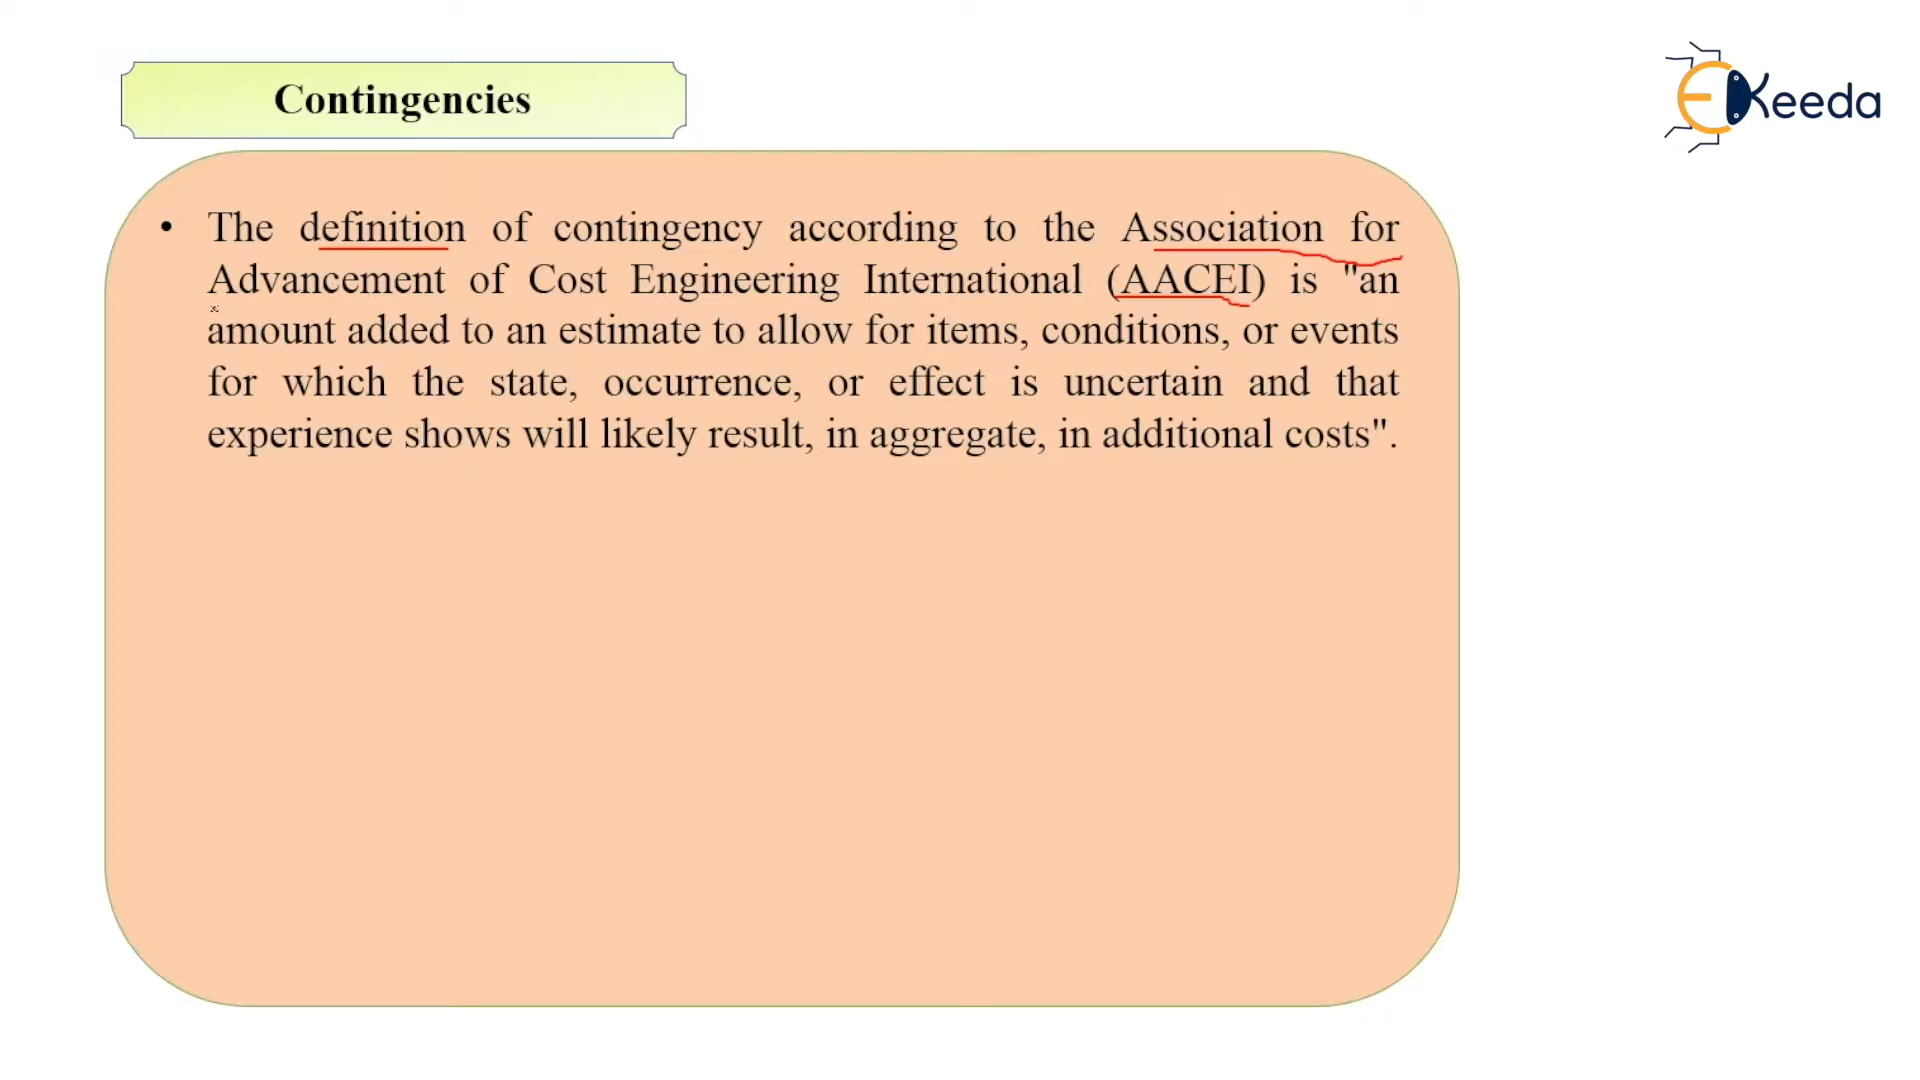 Contingencies
EKeeda
• The definition of contingency according to the Association for
Advancement of Cost Engineering International (AACEI) is "an
amount added to an estimate to allow for items, conditions, or events
for which the state, occurrence, or effect is uncertain and that
experience shows will likely result, in aggregate, in additional costs".